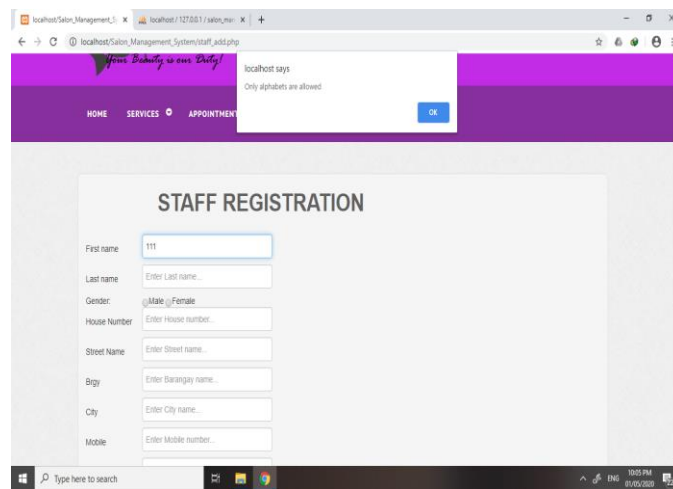 localhost/Salon_Management_S
localhost / 127.0.0.1 / salon_man
localhost/Salon_Management_System/staff_add.php
Your Beauty is our Duty!
localhost says
Only alphabets are allowed
OK
HOME SERVICES APPOINTMENT
STAFF REGISTRATION
First name 111
Last name Enter Last name...
Gender: Male Female
House Number Enter House number...
Street Name Enter Street name...
Brgy Enter Barangay name...
City Enter City name...
Mobile Enter Mobile number...
Type here to search
ENG 10:05 PM
01/05/2020